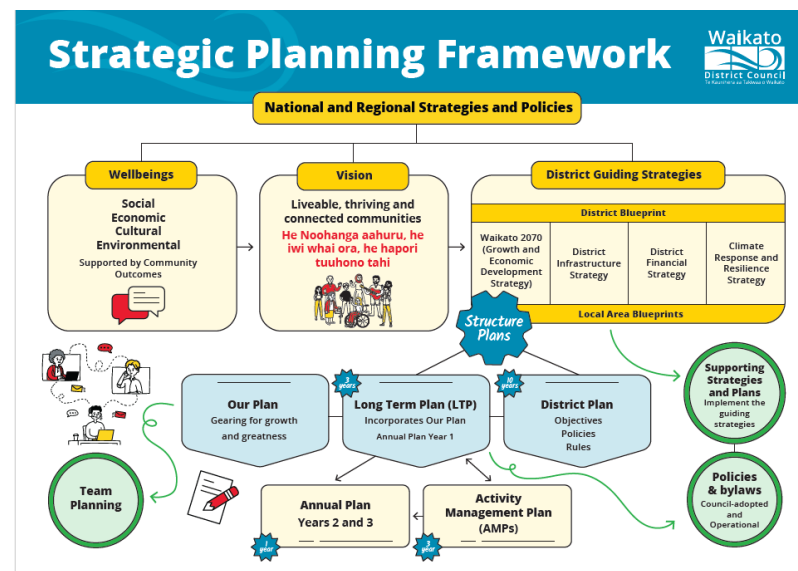 Strategic Planning Framework
Waikato
District Council
National and Regional Strategies and Policies
Wellbeings
Social
Economic
Cultural
Environmental
Supported by Community
Outcomes
Vision
Liveable, thriving and
connected communities
He Noohanga aahuru, he
iwi whai ora, he hapori
tuuhono tahi
District Guiding Strategies
District Blueprint
Waikato 2070
(Growth and
Economic
Development
Strategy)
District
Infrastructure
Strategy
District
Financial
Strategy
Climate
Response and
Resilience
Strategy
Local Area Blueprints
Structure
Plans
Supporting
Strategies
and Plans
Implement the
guiding
strategies
Our Plan
Gearing for growth
and greatness
3
years
Long Term Plan (LTP)
Incorporates Our Plan
Annual Plan Year 1
10
years
District Plan
Objectives
Policies
Rules
Team
Planning
Annual Plan
Years 2 and 3
1
year
Activity
Management Plan
(AMPs)
3
year
Policies
& bylaws
Council-adopted
and
Operational